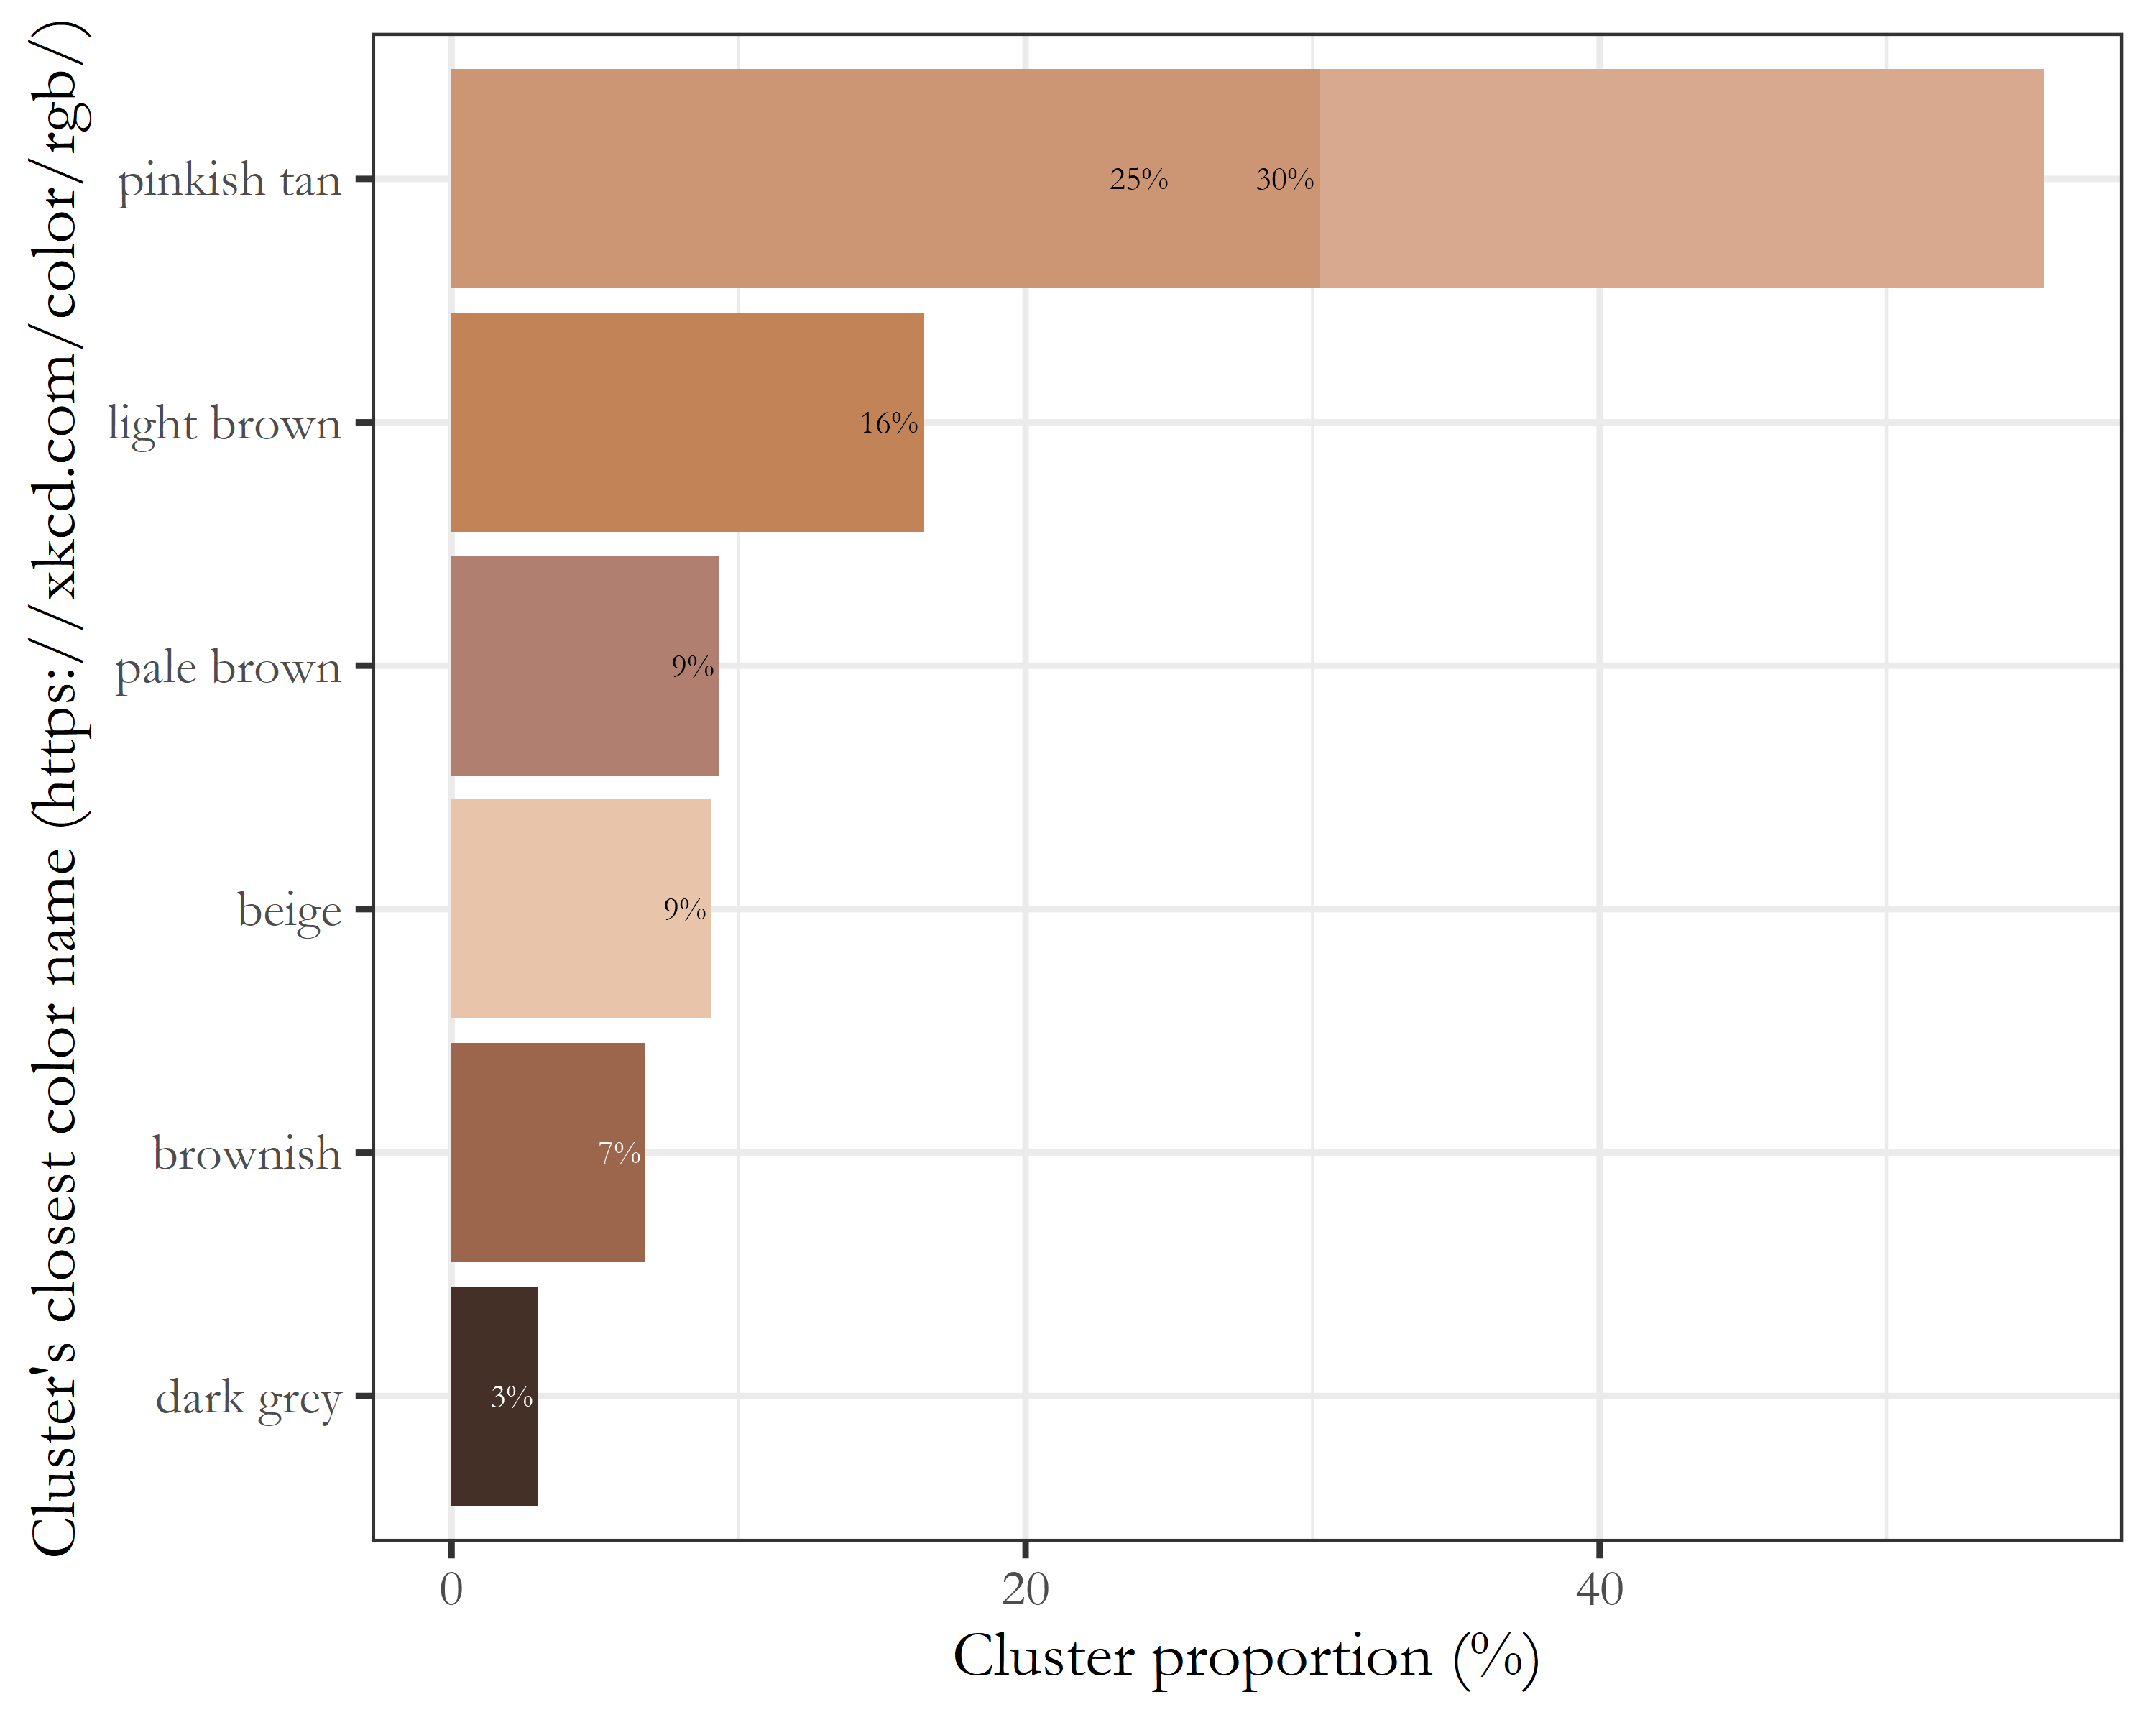 Cluster's closest color name (https://xkcd.com/color/rgb/)
pinkish tan
25%
30%
light brown
16%
pale brown
9%
beige
9%
brownish
7%
dark grey
3%
0
20
40
Cluster proportion (%)